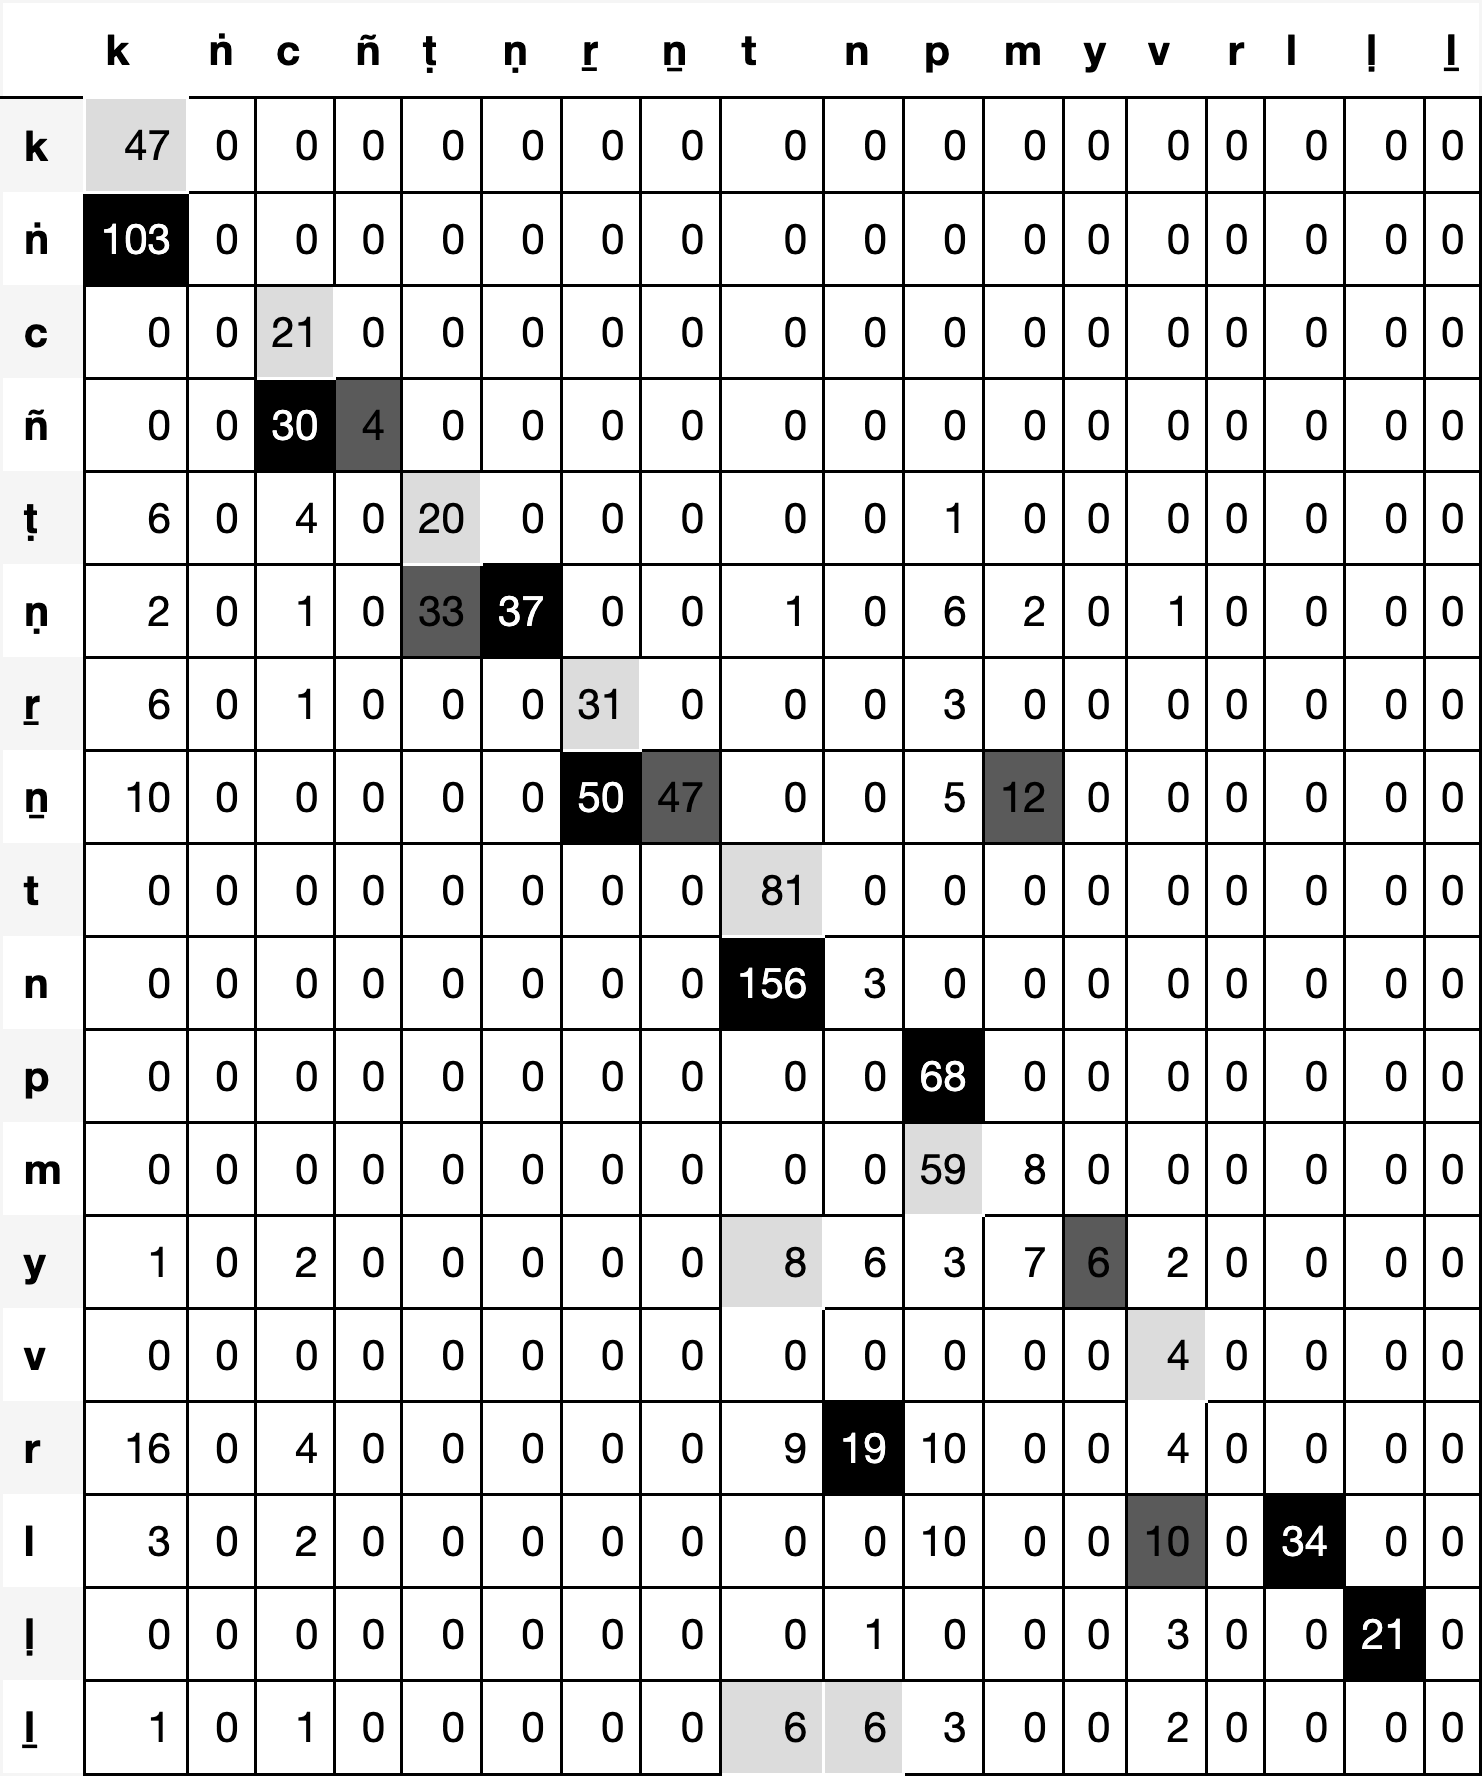 k ṅ c ñ ṭ ṇ ṟ ṉ t n p m y v r l ḷ ḻ
k 47 0 0 0 0 0 0 0 0 0 0 0 0 0 0 0 0 0
ṅ 103 0 0 0 0 0 0 0 0 0 0 0 0 0 0 0 0 0
c 0 0 21 0 0 0 0 0 0 0 0 0 0 0 0 0 0 0
ñ 0 0 30 4 0 0 0 0 0 0 0 0 0 0 0 0 0 0
ṭ 6 0 4 0 20 0 0 0 0 0 1 0 0 0 0 0 0 0
ṇ 2 0 1 0 33 37 0 0 1 0 6 2 0 1 0 0 0 0
ṟ 6 0 1 0 0 0 31 0 0 0 3 0 0 0 0 0 0 0
ṉ 10 0 0 0 0 0 50 47 0 0 5 12 0 0 0 0 0 0
t 0 0 0 0 0 0 0 0 81 0 0 0 0 0 0 0 0 0
n 0 0 0 0 0 0 0 0 156 3 0 0 0 0 0 0 0 0
p 0 0 0 0 0 0 0 0 0 0 68 0 0 0 0 0 0 0
m 0 0 0 0 0 0 0 0 0 0 59 8 0 0 0 0 0 0
y 1 0 2 0 0 0 0 0 8 6 3 7 6 2 0 0 0 0
v 0 0 0 0 0 0 0 0 0 0 0 0 0 4 0 0 0 0
r 16 0 4 0 0 0 0 0 9 19 10 0 0 4 0 0 0 0
l 3 0 2 0 0 0 0 0 0 0 10 0 0 10 0 34 0 0
ḷ 0 0 0 0 0 0 0 0 0 1 0 0 0 3 0 0 21 0
ḻ 1 0 1 0 0 0 0 0 6 6 3 0 0 2 0 0 0 0